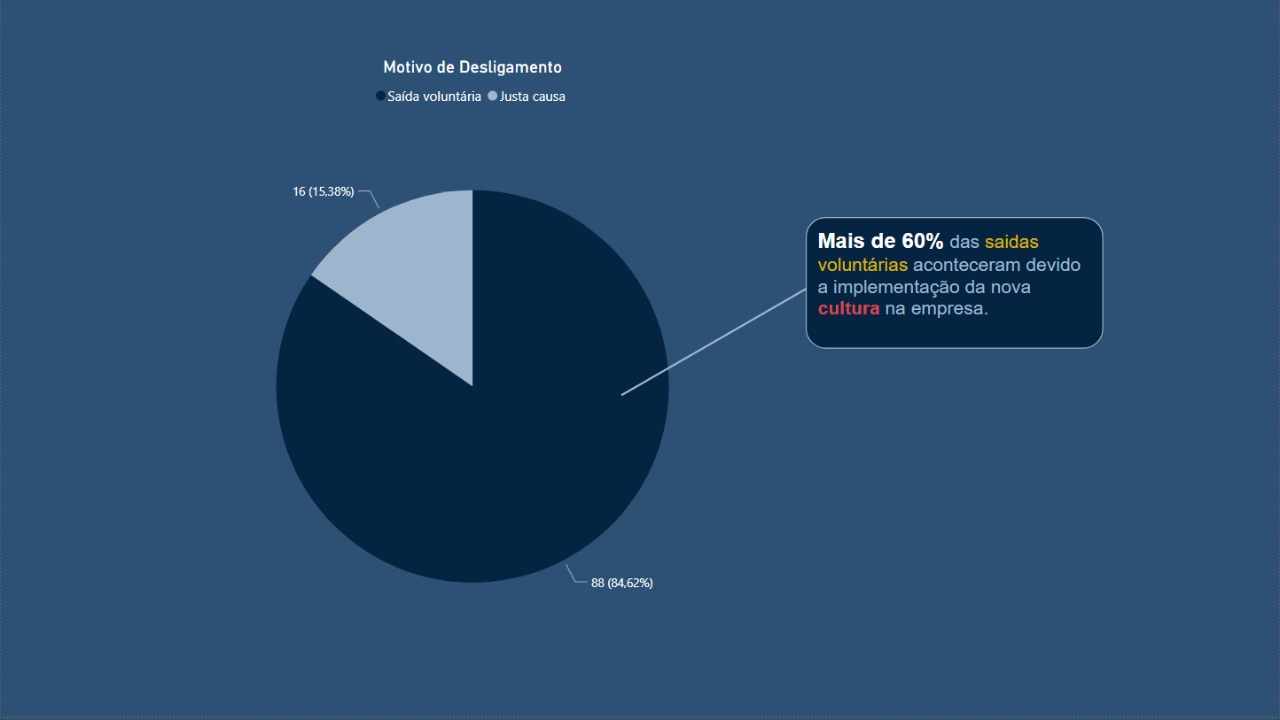 Motivo de Desligamento
Saída voluntária Justa causa
16 (15,38%)
Mais de 60% das saidas
voluntárias aconteceram devido
a implementação da nova
cultura na empresa.
88 (84,62%)